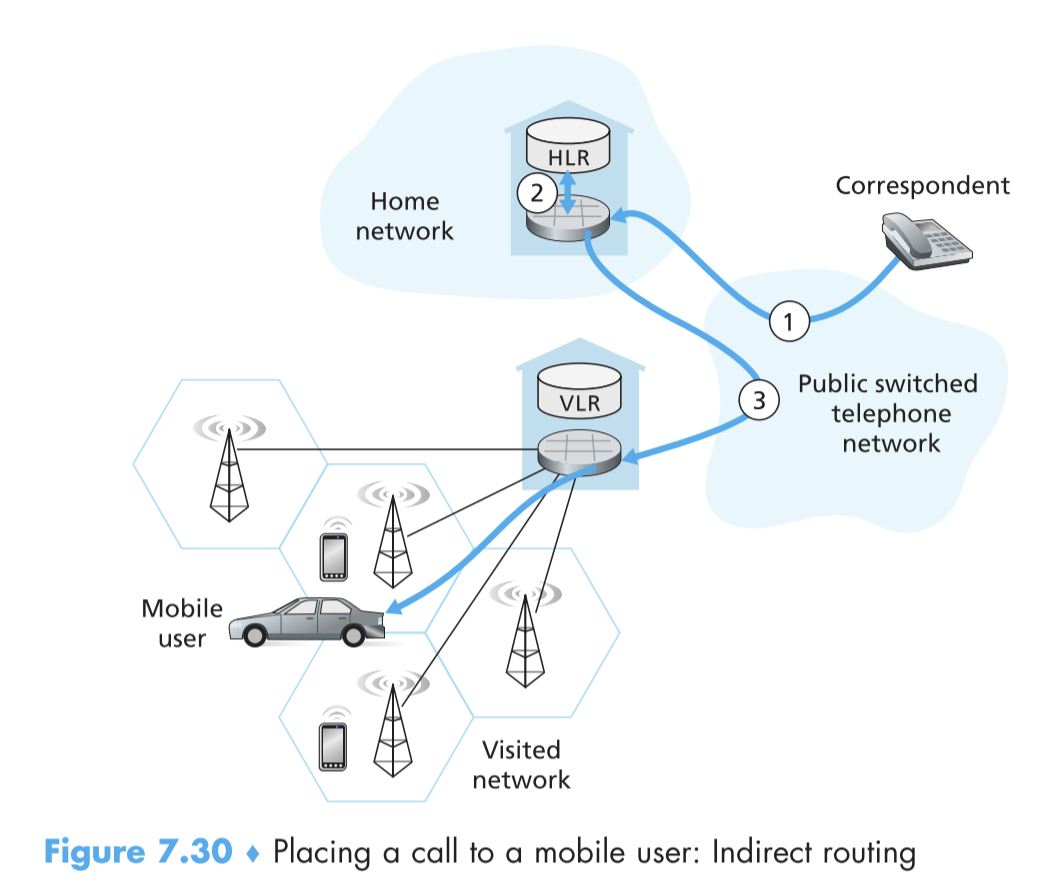 HLR
2
Home
network
Correspondent
1
Public switched
telephone
network
3
VLR
Mobile
user
Visited
network
Figure 7.30 ♦ Placing a call to a mobile user: Indirect routing